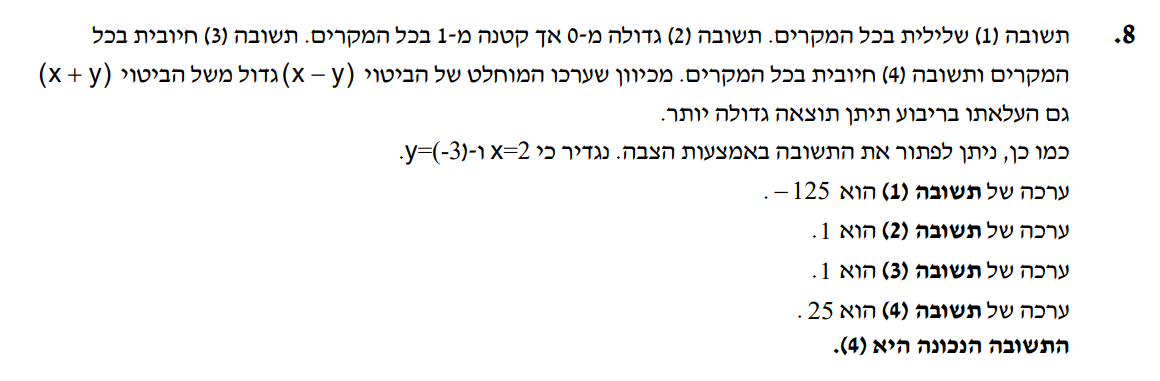 8. תשובה (1) שלילית בכל המקרים. תשובה (2) גדולה מ-0 אך קטנה מ-1 בכל המקרים. תשובה (3) חיובית בכל
המקרים ותשובה (4) חיובית בכל המקרים. מכיוון שערכו המוחלט של הביטוי (x − y) גדול משל הביטוי (x + y)
גם העלאתו בריבוע תיתן תוצאה גדולה יותר.
כמו כן, ניתן לפתור את התשובה באמצעות הצבה. נגדיר כי x=2 ו-y=(-3).
ערכה של תשובה (1) הוא −125.
ערכה של תשובה (2) הוא 1.
ערכה של תשובה (3) הוא 1.
ערכה של תשובה (4) הוא 25.
התשובה הנכונה היא (4).